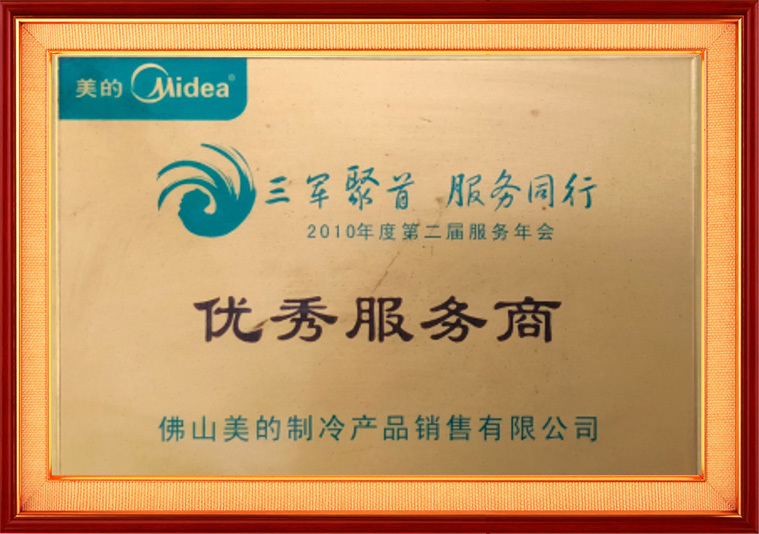 美的 Midea®
三军聚首 服务同行
2010年度第二届服务年会
优秀服务商
佛山美的制冷产品销售有限公司